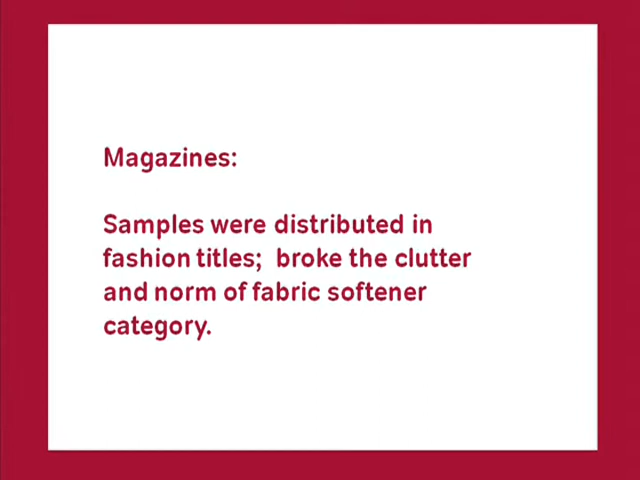 Magazines:
Samples were distributed in
fashion titles;  broke the clutter
and norm of fabric softener
category.